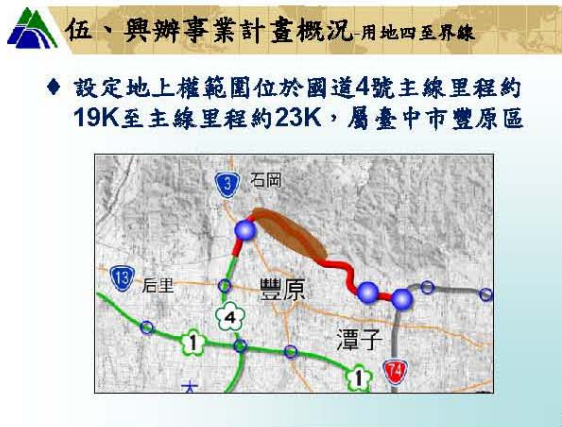 伍、興辦事業計畫概況-用地四至界線
◆ 設定地上權範圍位於國道4號主線里程約
19K至主線里程約23K，屬臺中市豐原區
3
石岡
13
后里
豐原
4
潭子
1
1
74
大